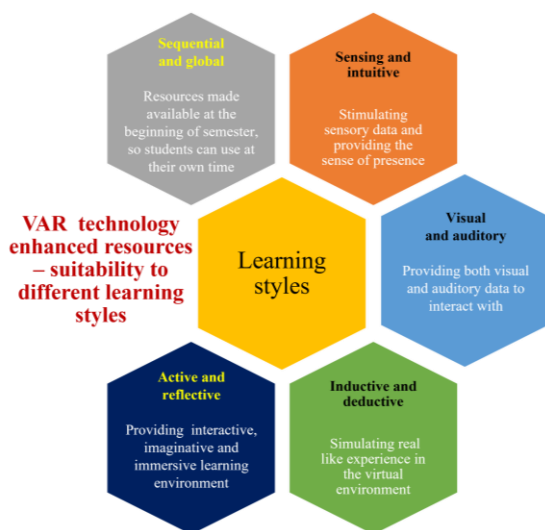 Sequential
and global
Resources made
available at the
beginning of semester,
so students can use at
their own time
Sensing and
intuitive
Stimulating
sensory data and
providing the
sense of presence
VAR technology
enhanced resources
– suitability to
different learning
styles
Learning
styles
Visual
and auditory
Providing both visual
and auditory data to
interact with
Active and
reflective
Providing interactive,
imaginative and
immersive learning
environment
Inductive and
deductive
Simulating real
like experience in
the virtual
environment